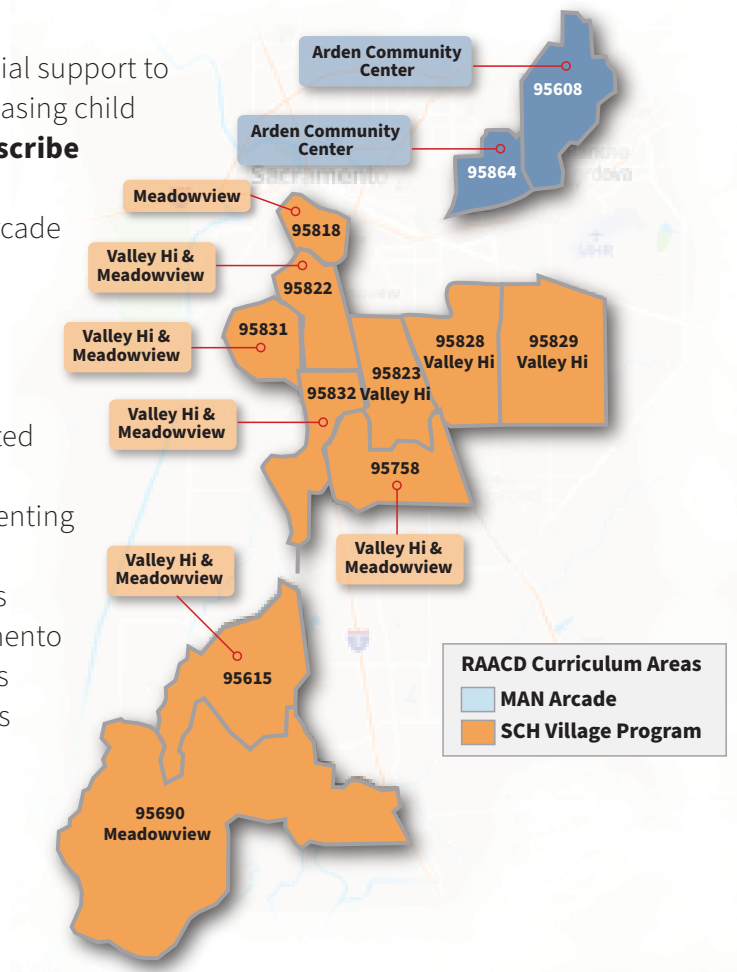 ial support to
asing child
scribe
cade
ted
enting
s
mento
s
s
Arden Community
Center
95608
Arden Community
Center
95864
Sacramento
Meadowview
95818
Valley Hi &
Meadowview
95822
Valley Hi &
Meadowview
95831
95828
Valley Hi
95829
Valley Hi
95823
Valley Hi
95832
Valley Hi &
Meadowview
95758
Valley Hi &
Meadowview
Valley Hi &
Meadowview
95615
95690
Meadowview
RAACD Curriculum Areas
MAN Arcade
SCH Village Program